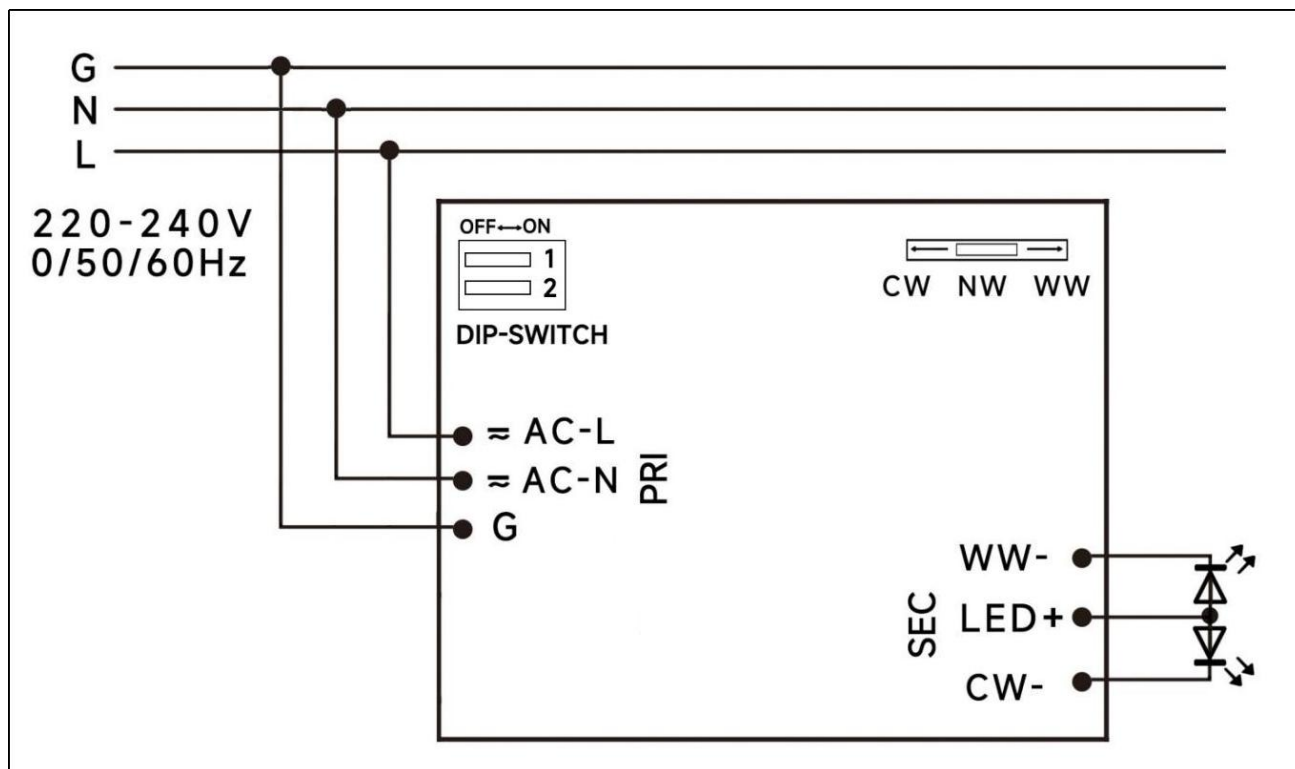 G
N
L
220-240V
0/50/60Hz
OFF↔ON
1
2
DIP-SWITCH
CW NW WW
≂ AC-L
≂ AC-N
G
PRI
WW-
LED+
CW-
SEC